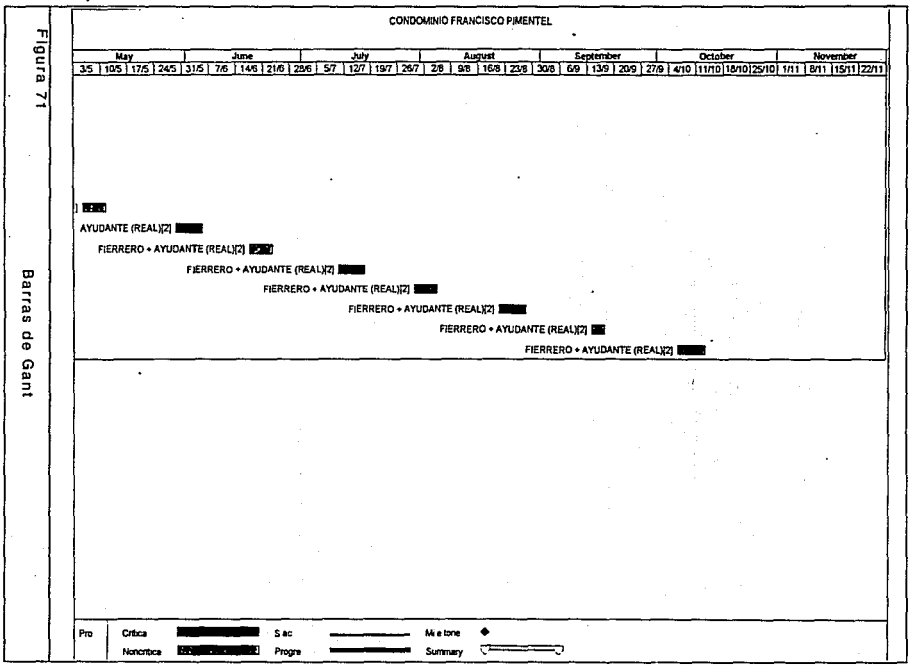 CONDOMINIO FRANCISCO PIMENTEL
Figura 71
Barras de Gant
May June July August September October November
3/5 10/5 17/5 24/5 31/5 7/6 14/6 21/6 28/6 5/7 12/7 19/7 26/7 2/8 9/8 16/8 23/8 30/8 6/9 13/9 20/9 27/9 4/10 11/10 18/10 25/10 1/11 8/11 15/11 22/11
AYUDANTE (REAL)[2]
FIERRERO + AYUDANTE (REAL)[2]
FIERRERO + AYUDANTE (REAL)[2]
FIERRERO + AYUDANTE (REAL)[2]
FIERRERO + AYUDANTE (REAL)[2]
FIERRERO + AYUDANTE (REAL)[2]
FIERRERO + AYUDANTE (REAL)[2]
Pro Critica Progre Summary
Noncritica